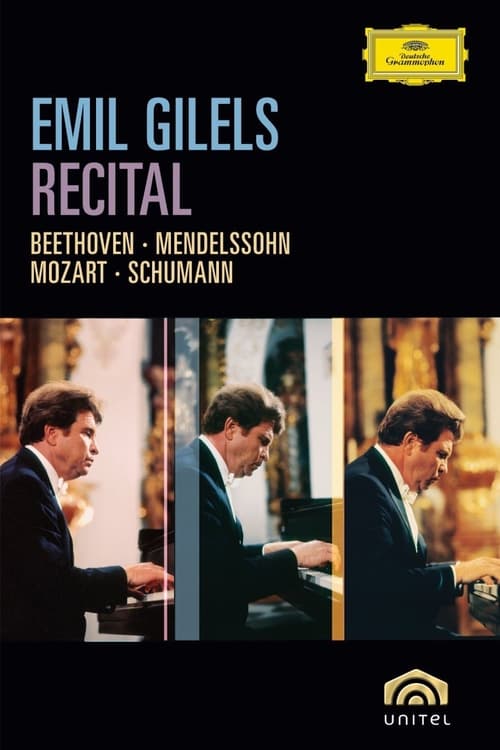 Deutsche
Grammophon
EMIL GILELS
RECITAL
BEETHOVEN · MENDELSSOHN
MOZART · SCHUMANN
UNITEL